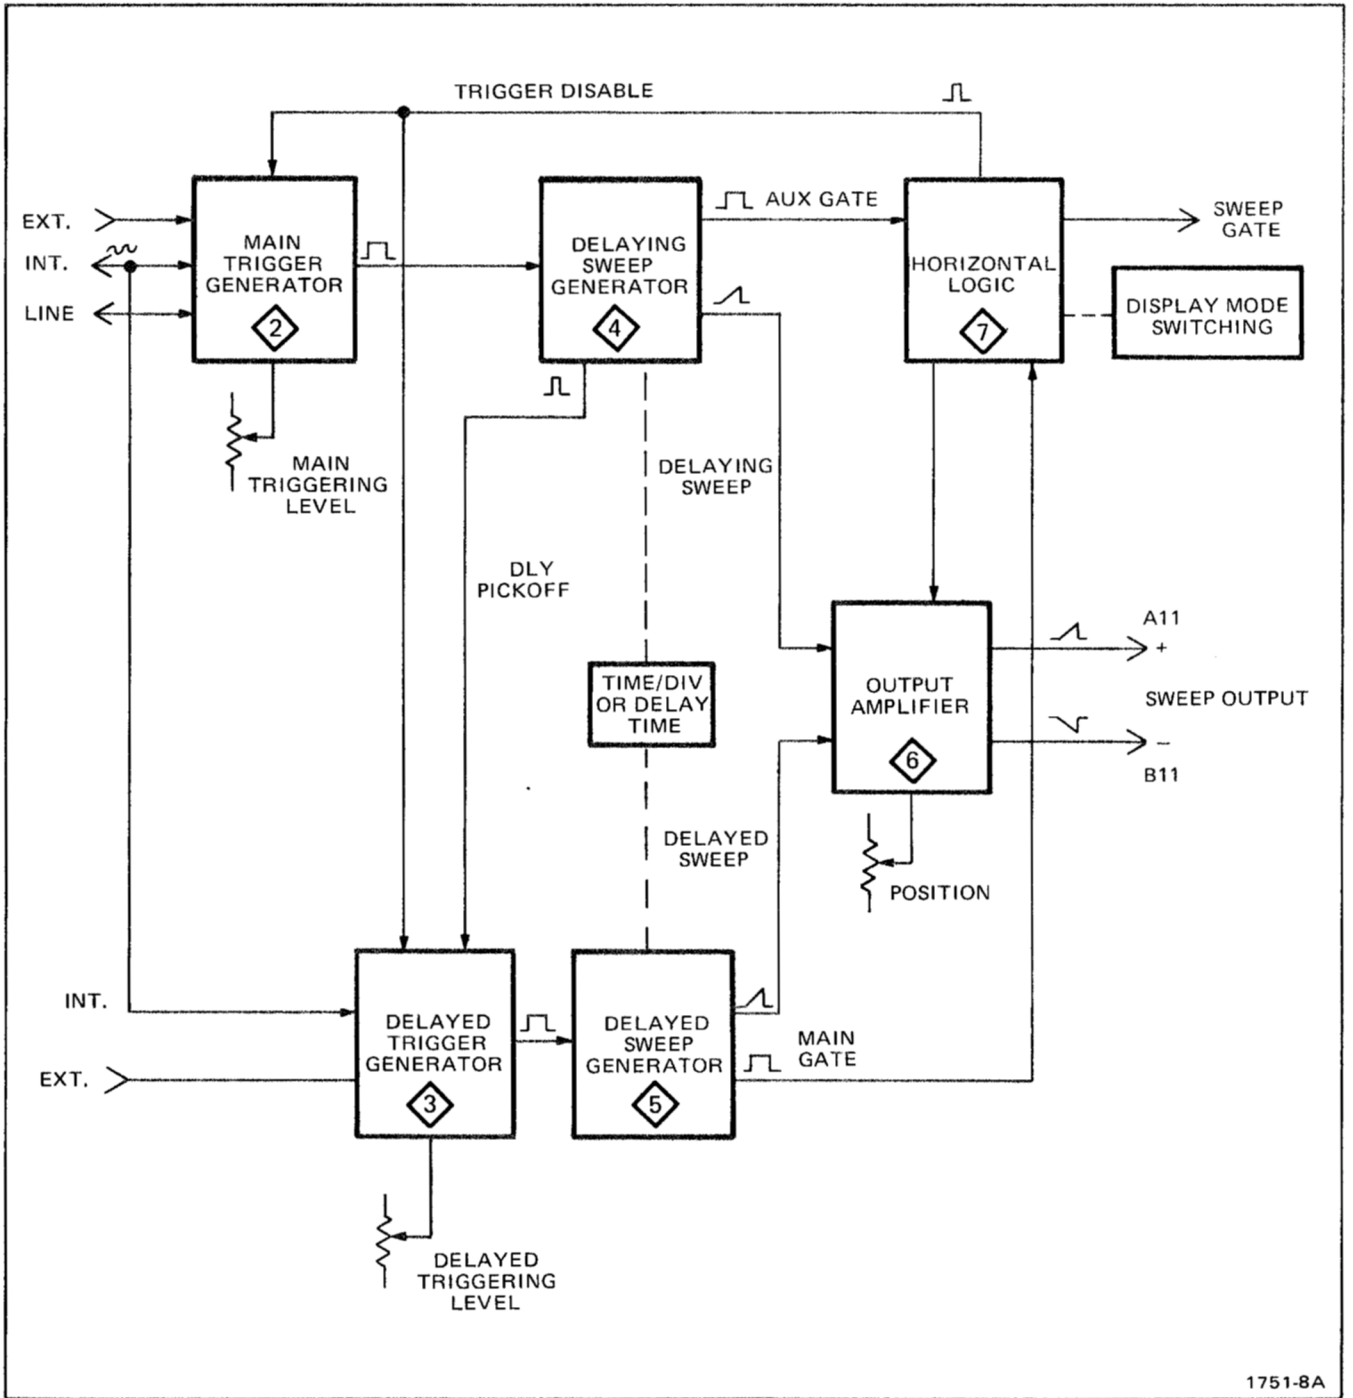 TRIGGER DISABLE
EXT.
INT.
LINE
MAIN
TRIGGER
GENERATOR
2
DELAYING
SWEEP
GENERATOR
4
AUX GATE
HORIZONTAL
LOGIC
7
SWEEP
GATE
DISPLAY MODE
SWITCHING
MAIN
TRIGGERING
LEVEL
DELAYING
SWEEP
DLY
PICKOFF
TIME/DIV
OR DELAY
TIME
OUTPUT
AMPLIFIER
6
A11
+
SWEEP OUTPUT
−
B11
DELAYED
SWEEP
POSITION
INT.
EXT.
DELAYED
TRIGGER
GENERATOR
3
DELAYED
SWEEP
GENERATOR
5
MAIN
GATE
DELAYED
TRIGGERING
LEVEL
1751-8A